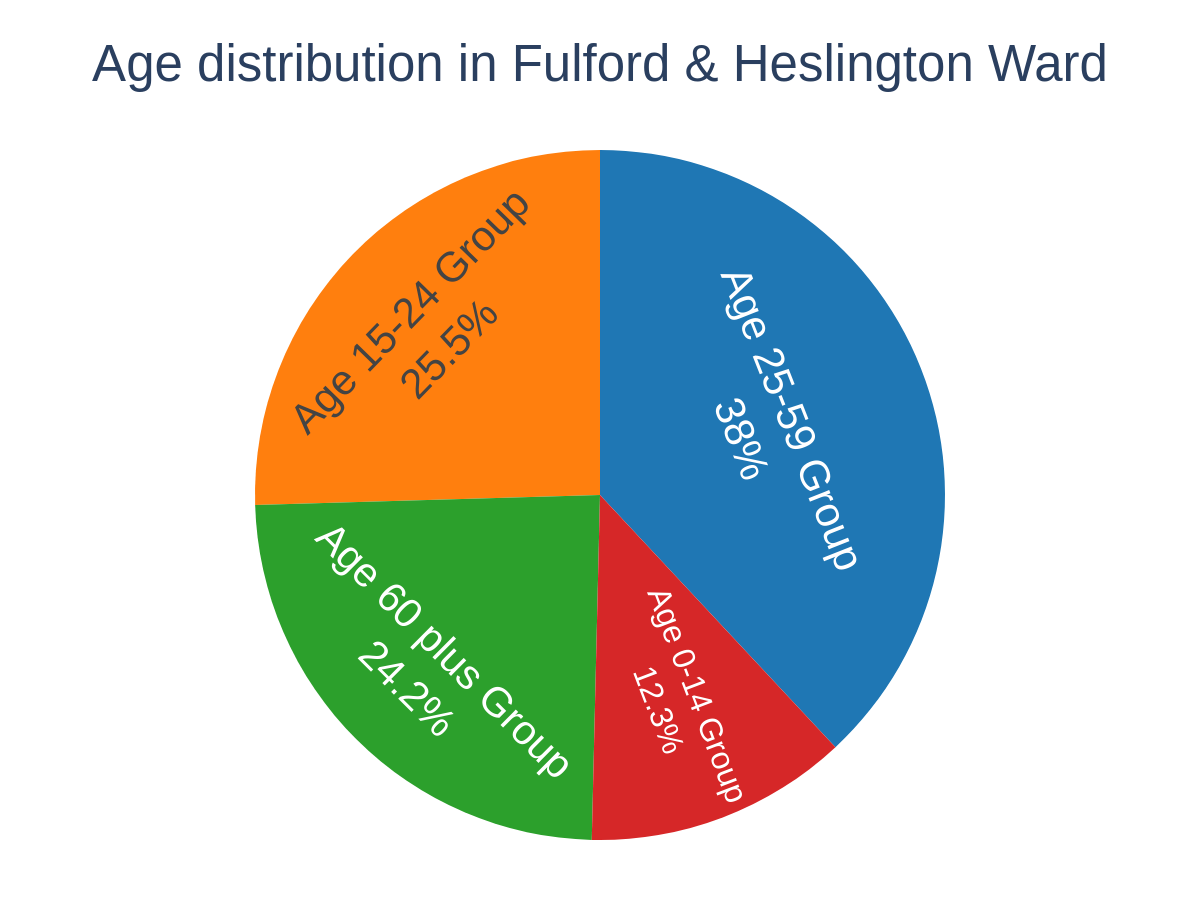 Age distribution in Fulford & Heslington Ward
Age 15-24 Group
25.5%
Age 25-59 Group
38%
Age 60 plus Group
24.2%
Age 0-14 Group
12.3%